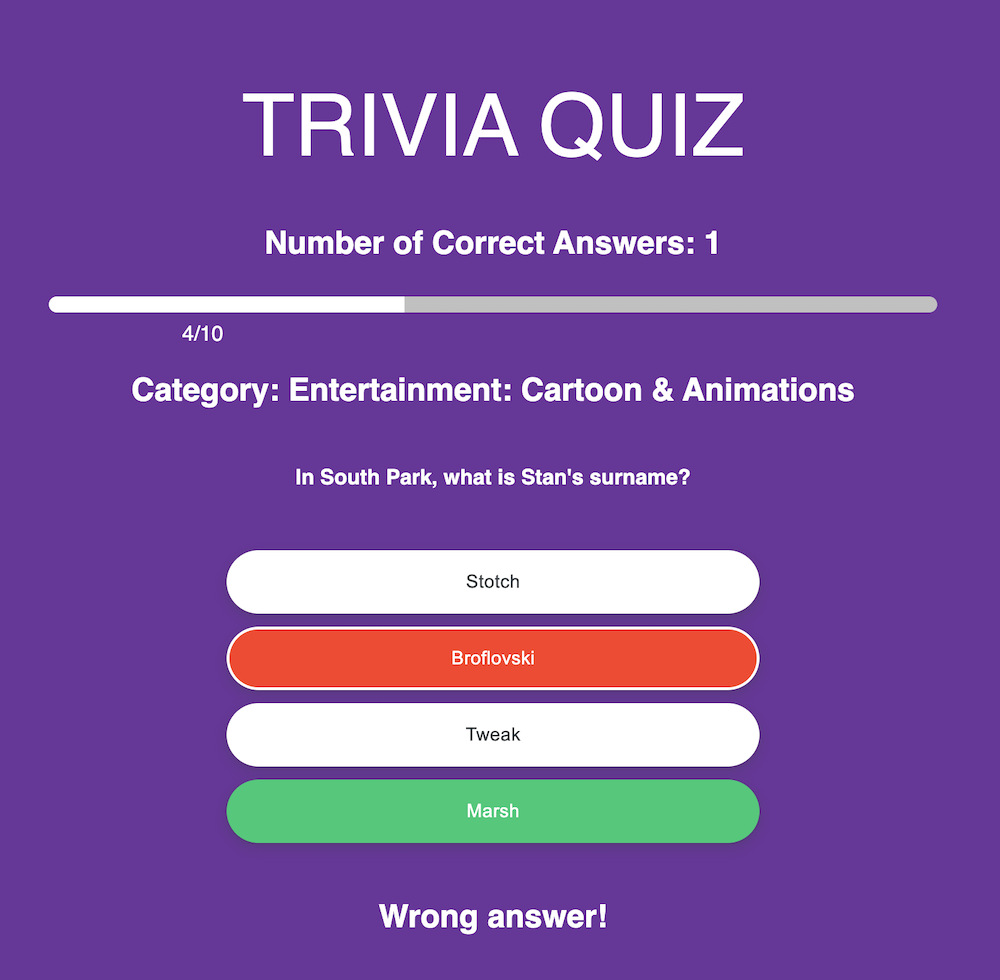 TRIVIA QUIZ
Number of Correct Answers: 1
4/10
Category: Entertainment: Cartoon & Animations
In South Park, what is Stan's surname?
Stotch
Broflovski
Tweak
Marsh
Wrong answer!